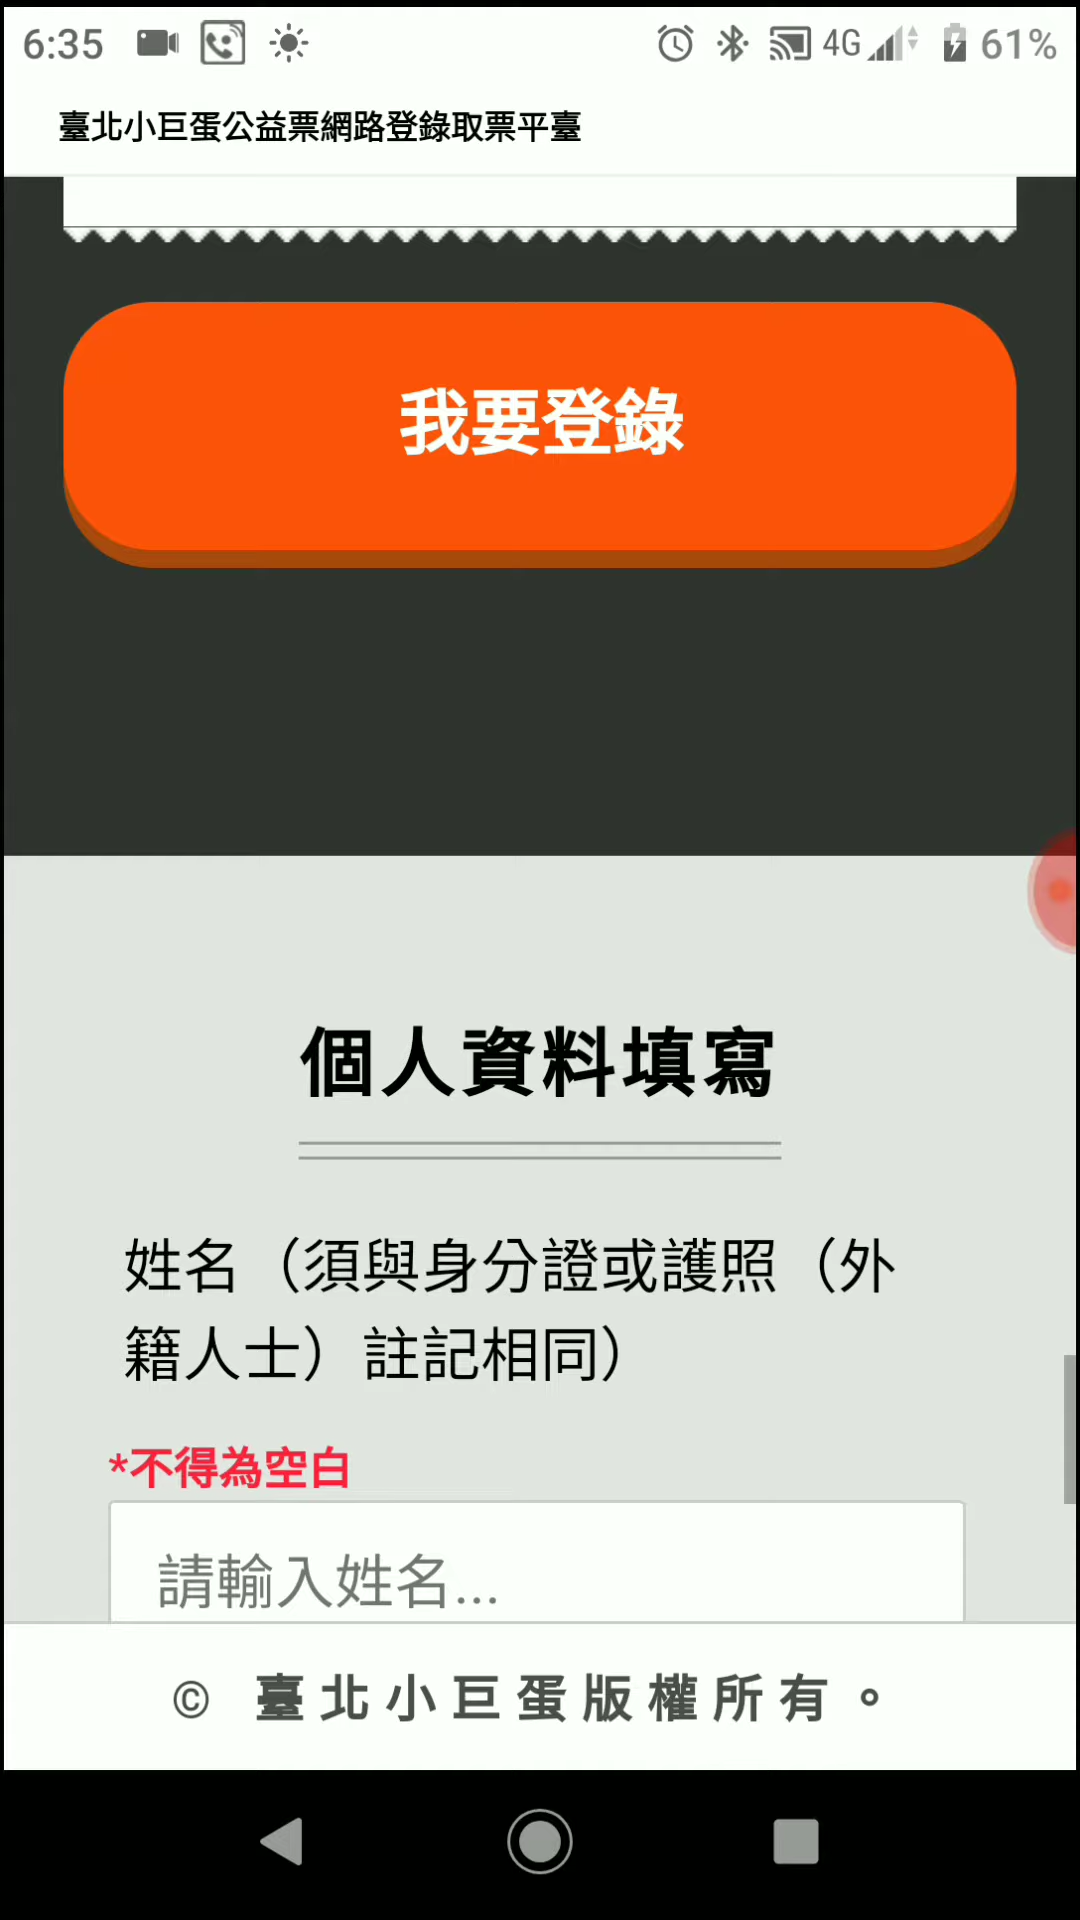 6:35 4G 61%
臺北小巨蛋公益票網路登錄取票平臺
我要登錄
個人資料填寫
姓名（須與身分證或護照（外
籍人士）註記相同）
*不得為空白
請輸入姓名...
© 臺北小巨蛋版權所有。